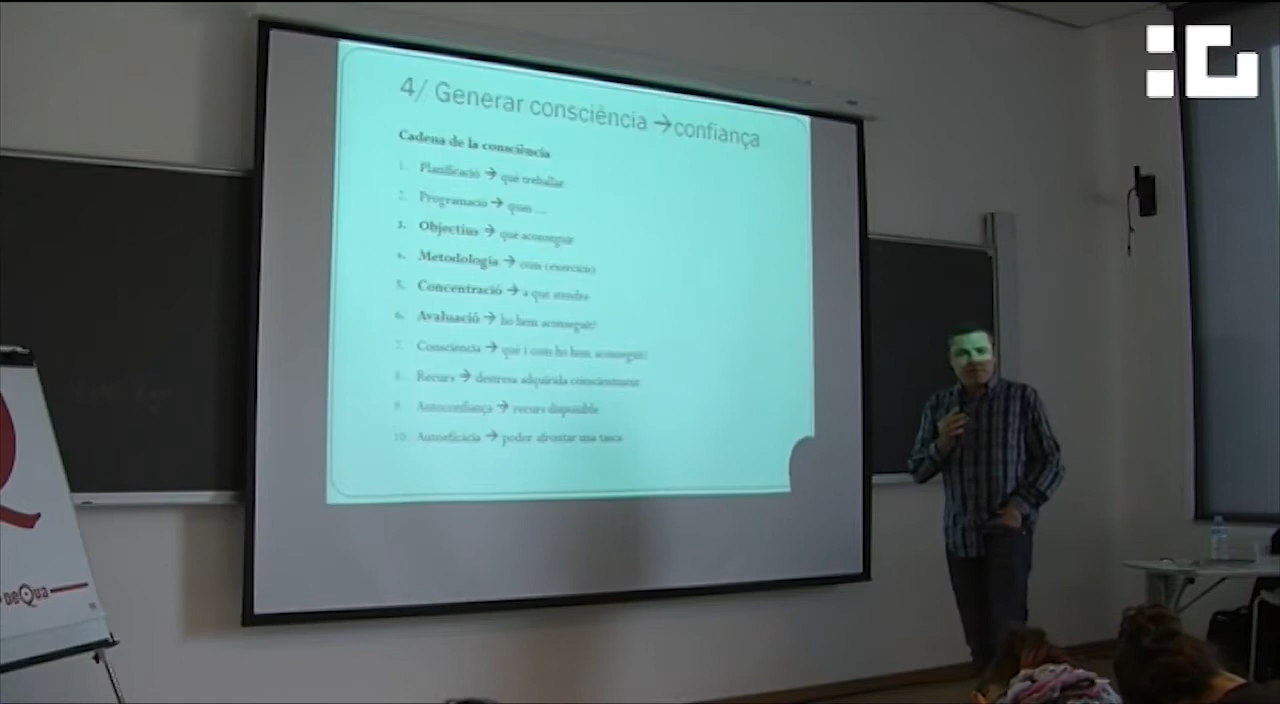 4/ Generar consciència →confiança
Cadena de la consciència
1. Planificació → què treballar
2. Programació → quan ...
3. Objectius → què aconseguir
4. Metodologia → com (exercicis)
5. Concentració → a què atendre
6. Avaluació → ho hem aconseguit?
7. Consciència → què i com ho hem aconseguit?
8. Recurs → destresa adquirida conscientment
9. Autoconfiança → recurs disponible
10. Autoeficàcia → poder afrontar una tasca
DeQua